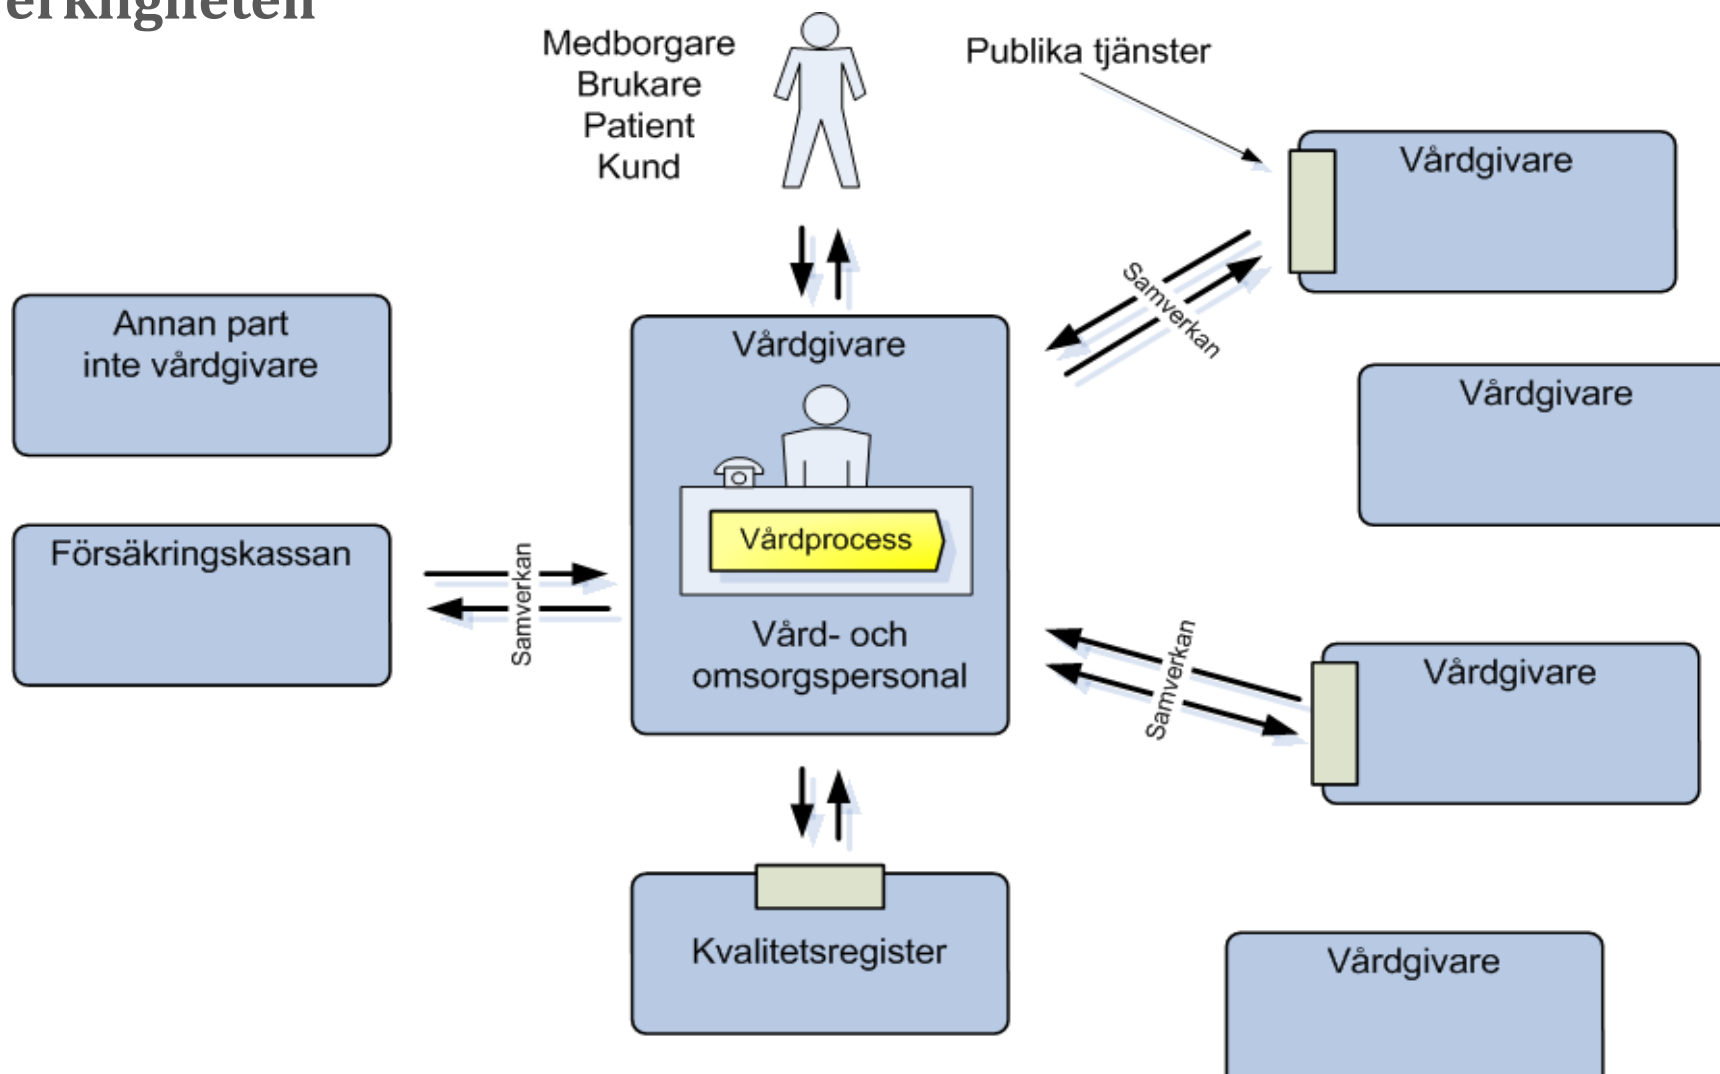 erkligheten
Medborgare
Brukare
Patient
Kund
Publika tjänster
Vårdgivare
Samverkan
Annan part
inte vårdgivare
Vårdgivare
Vårdgivare
Försäkringskassan
Samverkan
Vårdprocess
Vård- och
omsorgspersonal
Samverkan
Vårdgivare
Kvalitetsregister
Vårdgivare